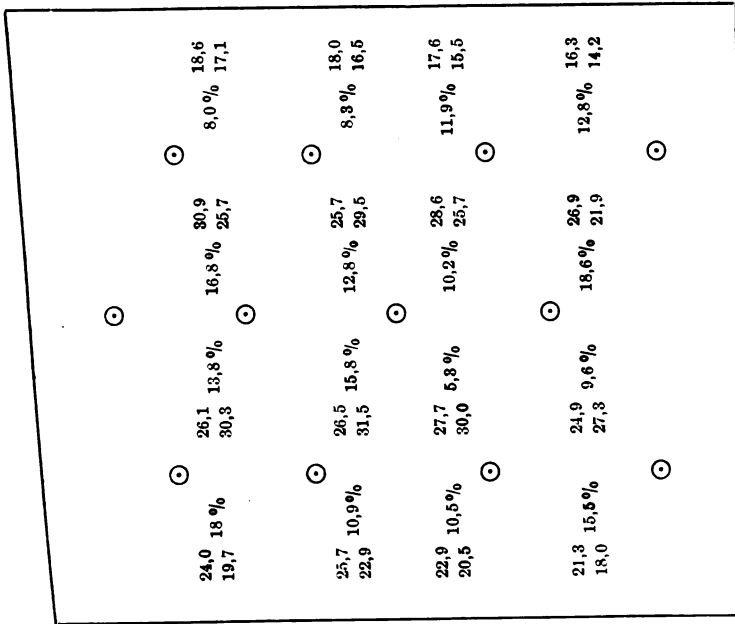 24,0 26,1 30,9 18,6
18 % 13,8 % 16,8 % 8,0 %
19,7 30,3 25,7 17,1
25,7 26,5 25,7 18,0
10,9 % 15,8 % 12,8 % 8,3 %
22,9 31,5 29,5 16,5
22,9 27,7 28,6 17,6
10,5 % 5,3 % 10,2 % 11,9 %
20,5 30,0 25,7 15,5
21,3 24,9 26,9 16,3
15,5 % 9,6 % 18,6 % 12,8 %
18,0 27,3 21,9 14,2